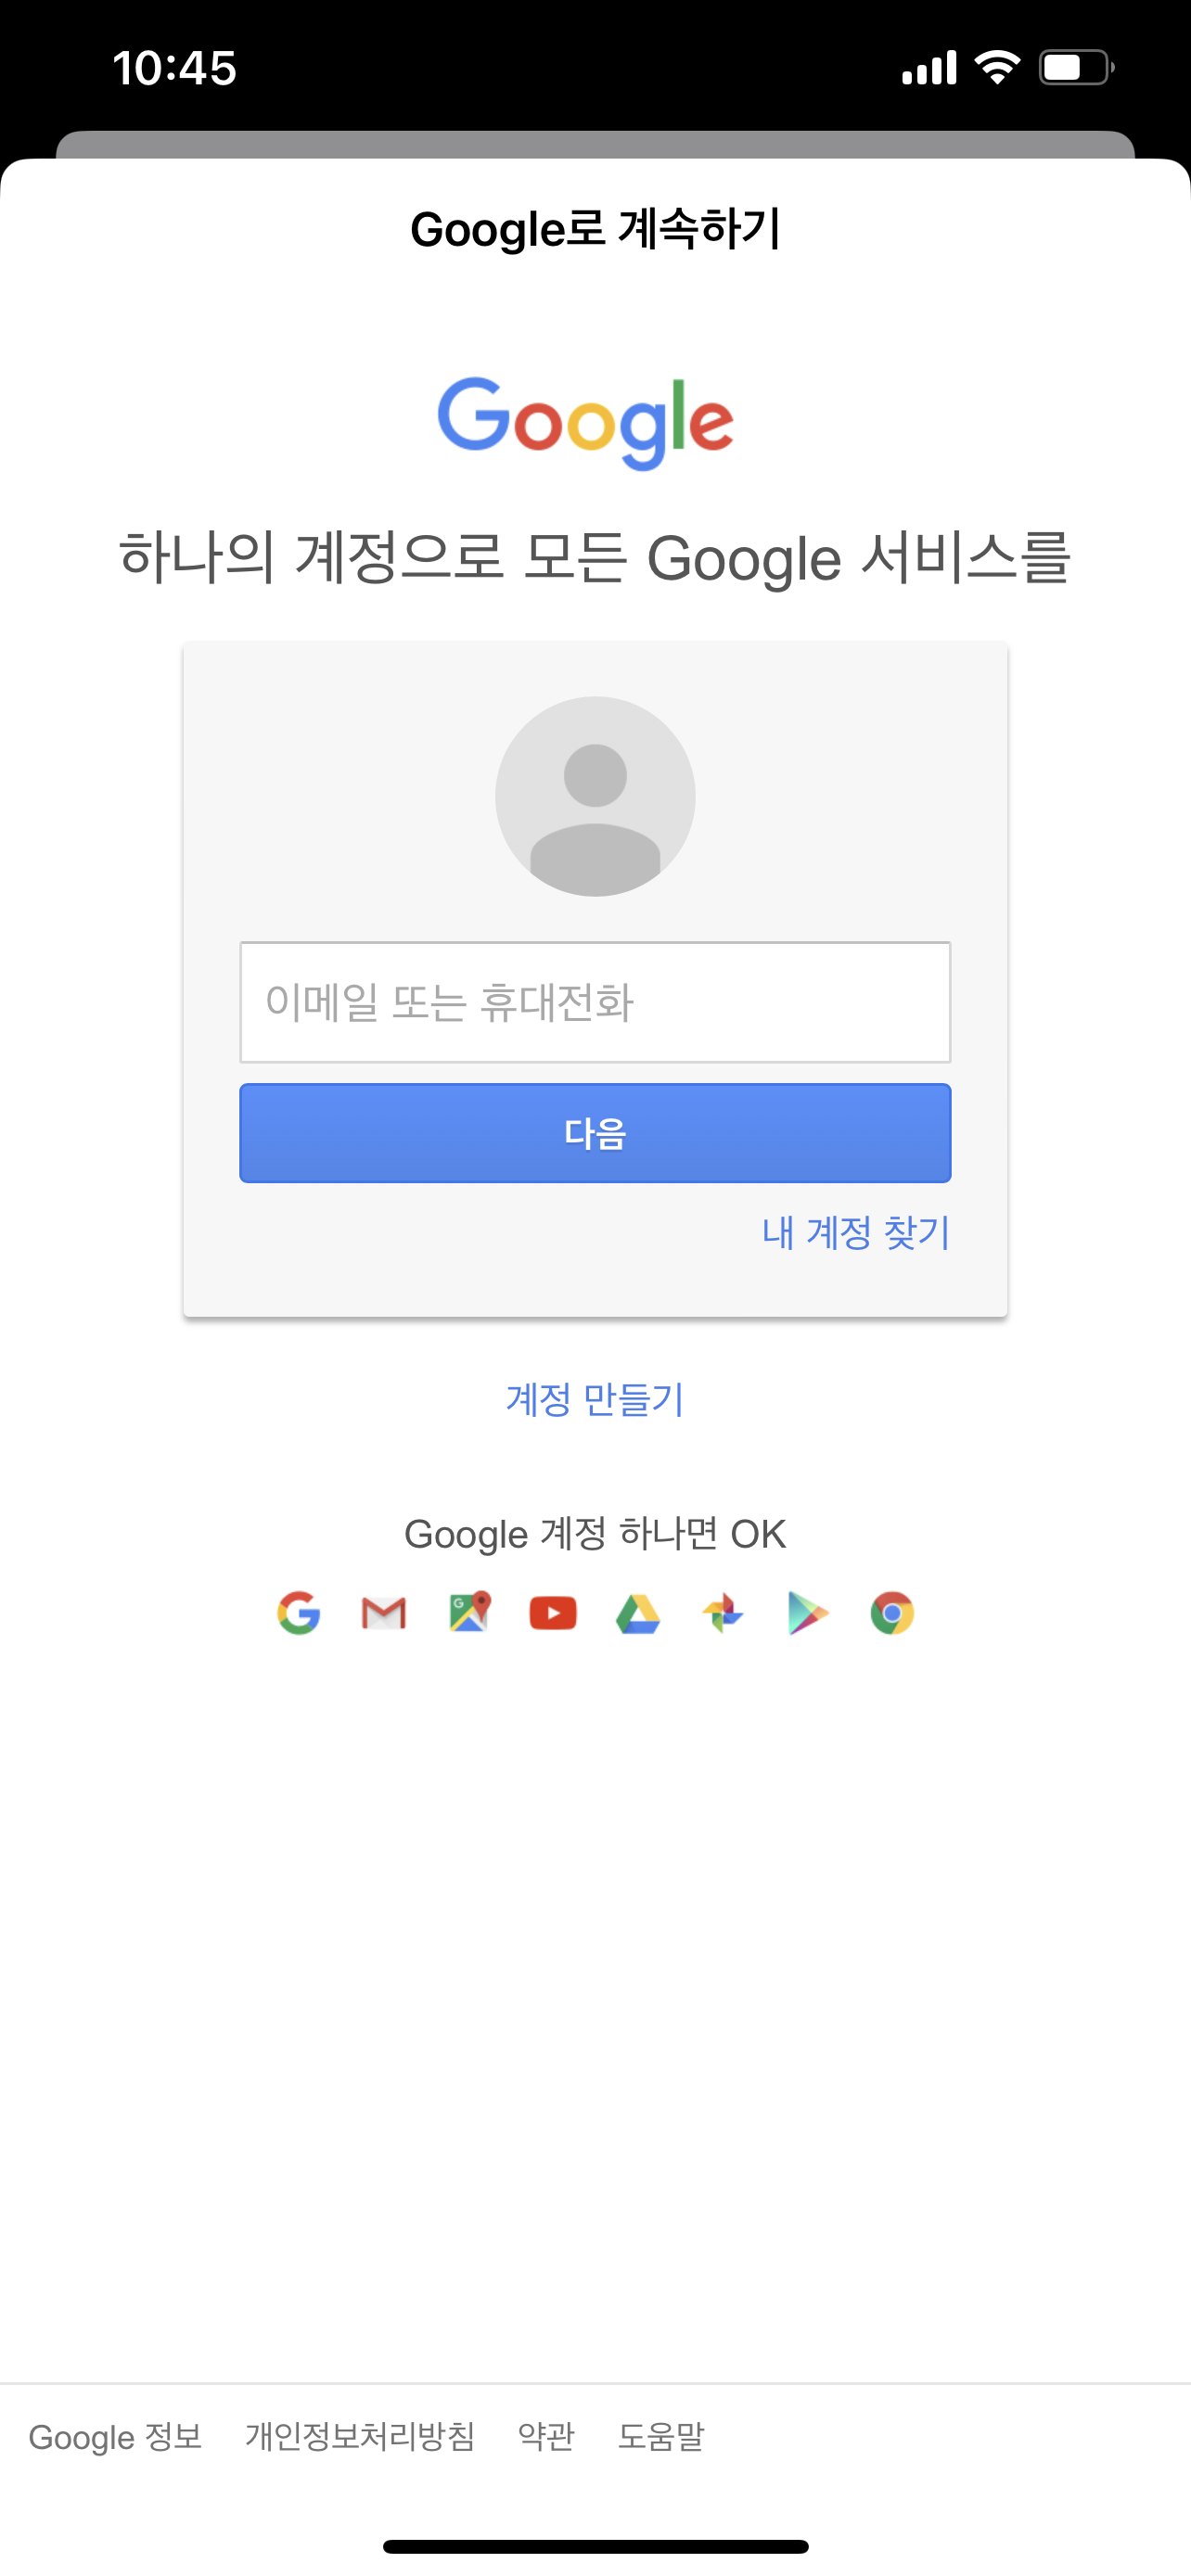 10:45
Google로 계속하기
Google
하나의 계정으로 모든 Google 서비스를
이메일 또는 휴대전화
다음
내 계정 찾기
계정 만들기
Google 계정 하나면 OK
Google 정보 개인정보처리방침 약관 도움말